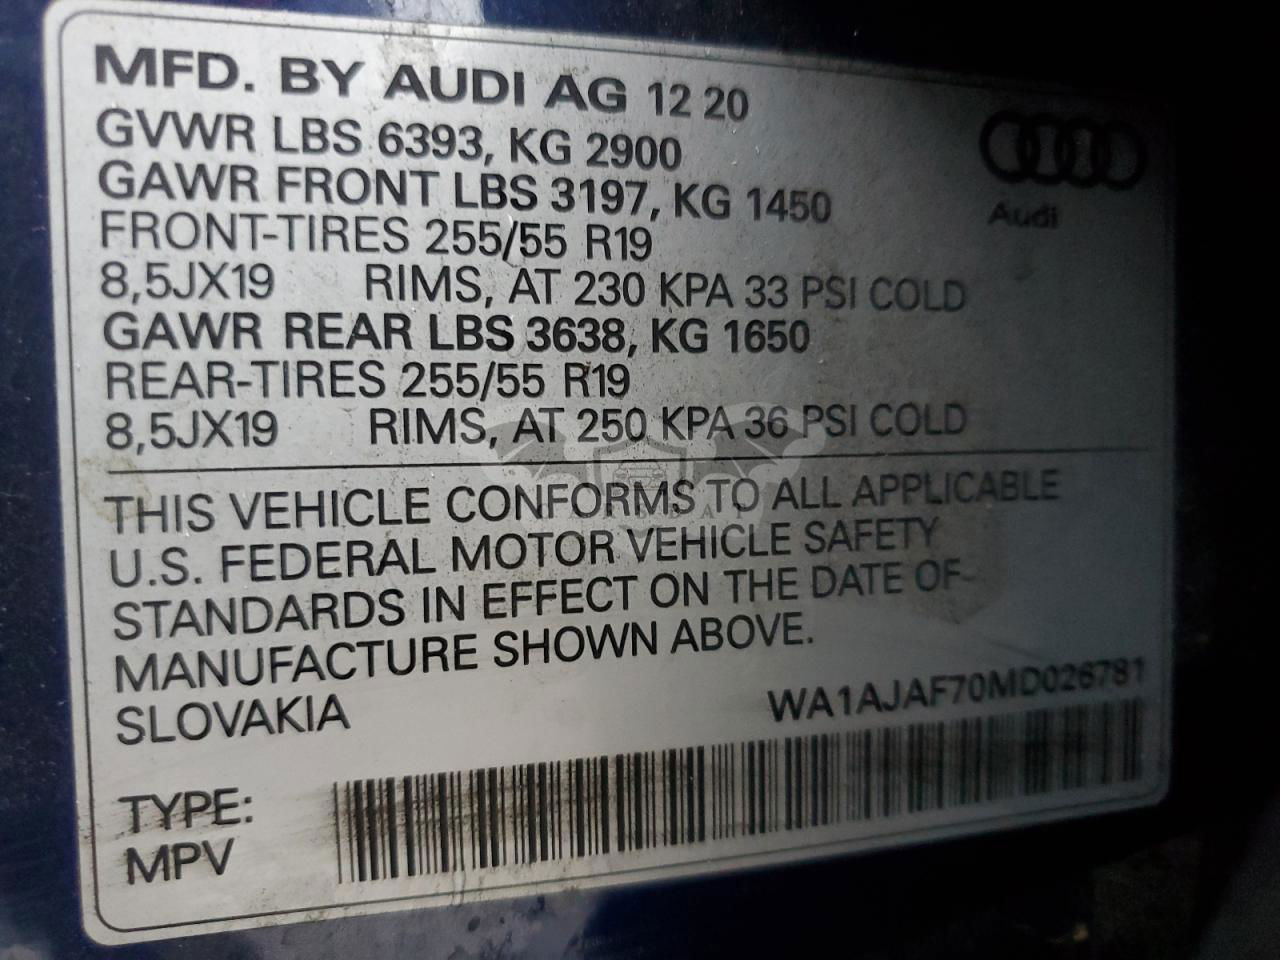 MFD. BY AUDI AG 12 20
GVWR LBS 6393, KG 2900
GAWR FRONT LBS 3197, KG 1450
FRONT-TIRES 255/55 R19
8,5JX19 RIMS, AT 230 KPA 33 PSI COLD
GAWR REAR LBS 3638, KG 1650
REAR-TIRES 255/55 R19
8,5JX19 RIMS, AT 250 KPA 36 PSI COLD
Audi
THIS VEHICLE CONFORMS TO ALL APPLICABLE
U.S. FEDERAL MOTOR VEHICLE SAFETY
STANDARDS IN EFFECT ON THE DATE OF
MANUFACTURE SHOWN ABOVE.
SLOVAKIA WA1AJAF70MD026781
TYPE:
MPV